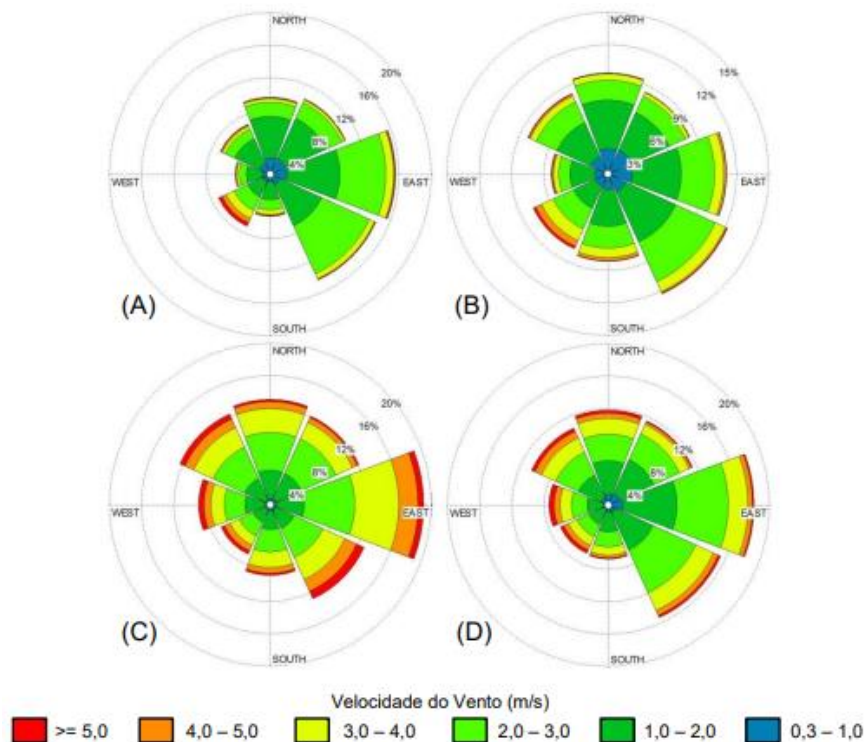 NORTH
20%
16%
12%
8%
4%
WEST
EAST
(A)
SOUTH
NORTH
15%
12%
9%
6%
3%
WEST
EAST
(B)
SOUTH
NORTH
20%
16%
12%
8%
4%
WEST
EAST
(C)
SOUTH
NORTH
20%
16%
12%
8%
4%
WEST
EAST
(D)
SOUTH
Velocidade do Vento (m/s)
>= 5,0 4,0 – 5,0 3,0 – 4,0 2,0 – 3,0 1,0 – 2,0 0,3 – 1,0